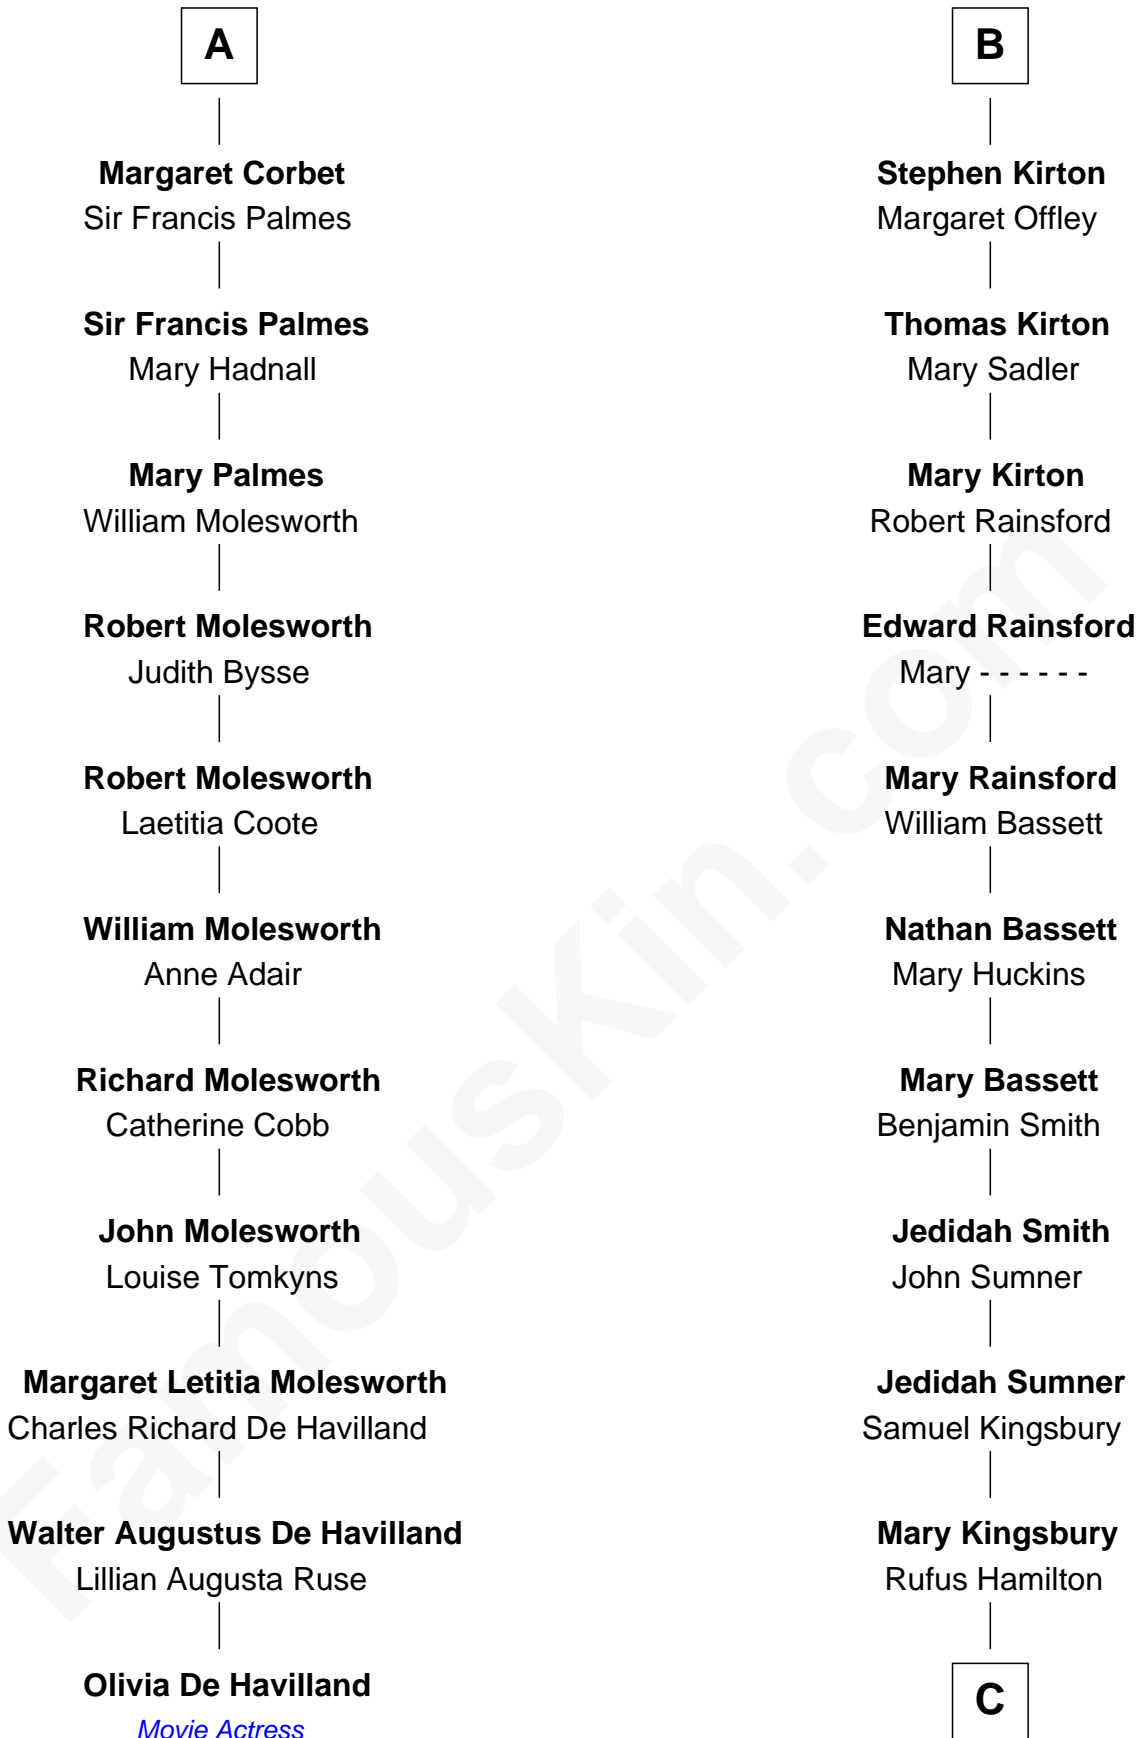 A
Margaret Corbet
Sir Francis Palmes
Sir Francis Palmes
Mary Hadnall
Mary Palmes
William Molesworth
Robert Molesworth
Judith Bysse
Robert Molesworth
Laetitia Coote
William Molesworth
Anne Adair
Richard Molesworth
Catherine Cobb
John Molesworth
Louise Tomkyns
Margaret Letitia Molesworth
Charles Richard De Havilland
Walter Augustus De Havilland
Lillian Augusta Ruse
Olivia De Havilland
Movie Actress
B
Stephen Kirton
Margaret Offley
Thomas Kirton
Mary Sadler
Mary Kirton
Robert Rainsford
Edward Rainsford
Mary - - - - - -
Mary Rainsford
William Bassett
Nathan Bassett
Mary Huckins
Mary Bassett
Benjamin Smith
Jedidah Smith
John Sumner
Jedidah Sumner
Samuel Kingsbury
Mary Kingsbury
Rufus Hamilton
C
FamousKin.com